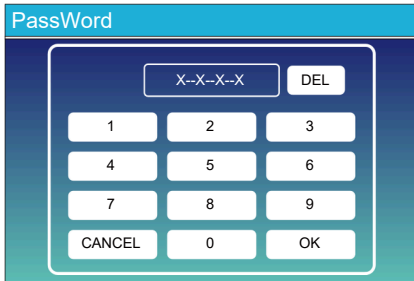 PassWord
X--X--X--X DEL
1 2 3
4 5 6
7 8 9
CANCEL 0 OK